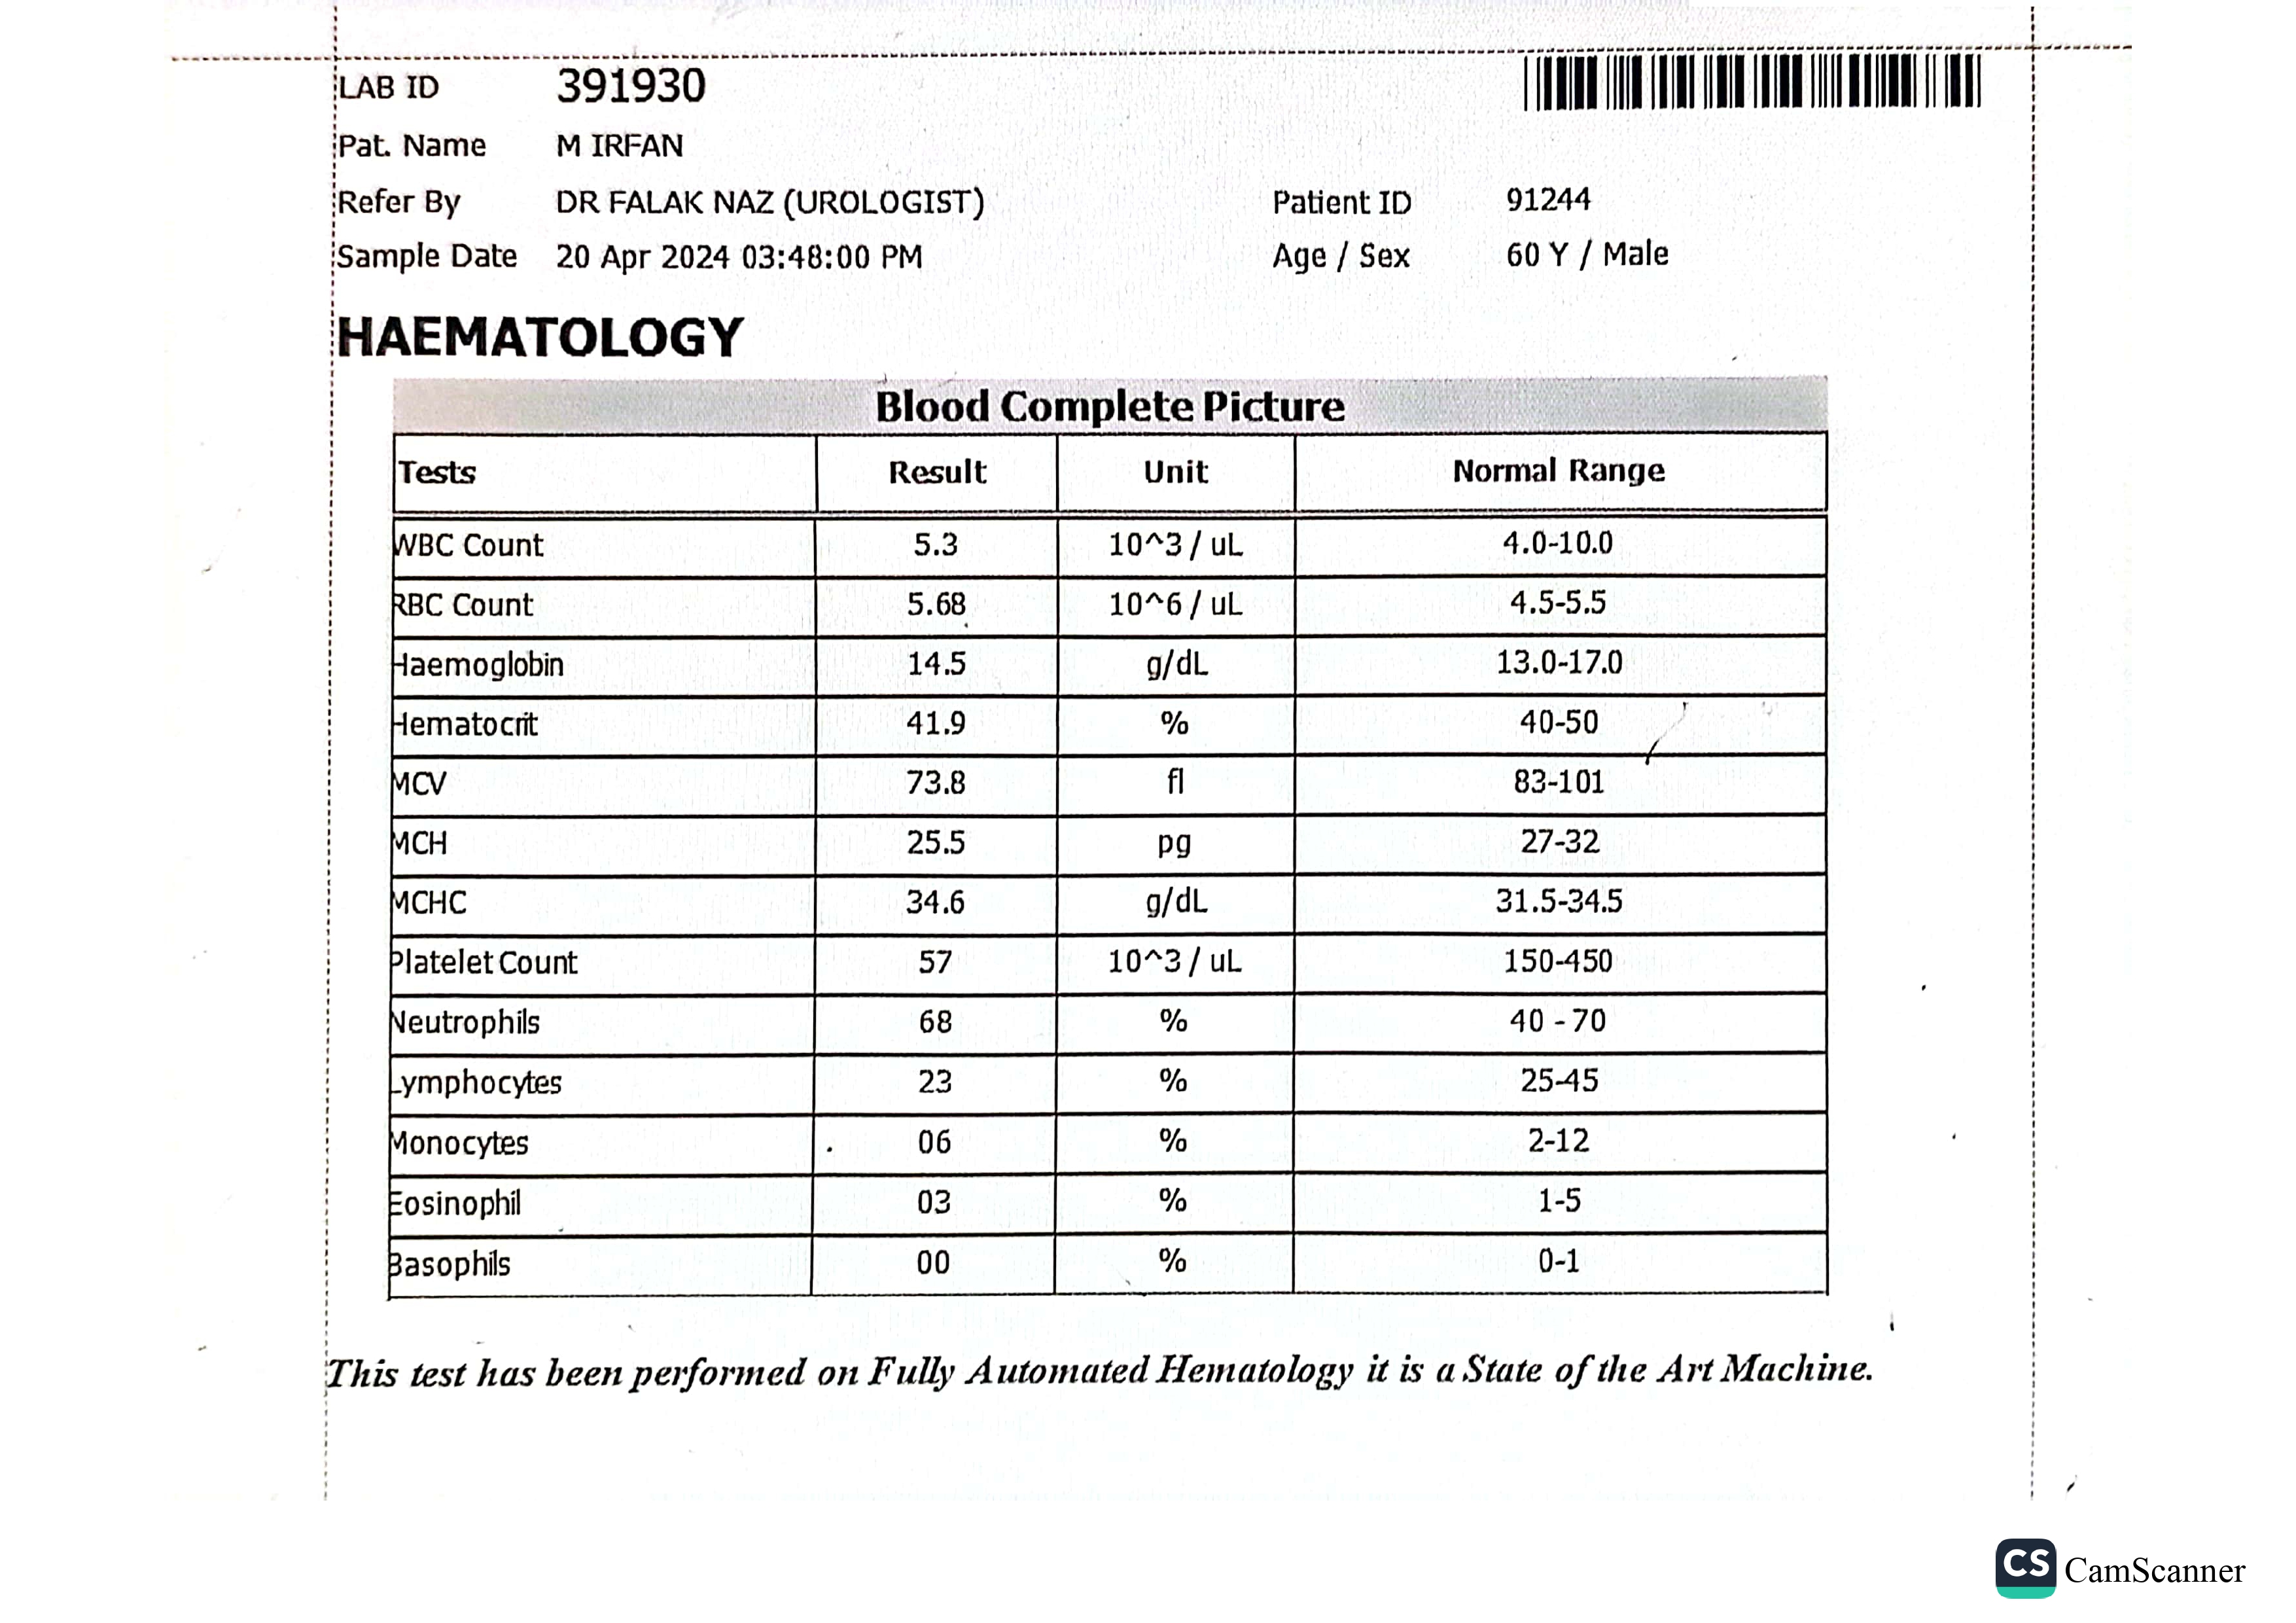 LAB ID 391930
Pat. Name M IRFAN
Refer By DR FALAK NAZ (UROLOGIST) Patient ID 91244
Sample Date 20 Apr 2024 03:48:00 PM Age / Sex 60 Y / Male
HAEMATOLOGY
Blood Complete Picture
Tests Result Unit Normal Range
WBC Count 5.3 10^3 / uL 4.0-10.0
RBC Count 5.68 10^6 / uL 4.5-5.5
Haemoglobin 14.5 g/dL 13.0-17.0
Hematocrit 41.9 % 40-50
MCV 73.8 fl 83-101
MCH 25.5 pg 27-32
MCHC 34.6 g/dL 31.5-34.5
Platelet Count 57 10^3 / uL 150-450
Neutrophils 68 % 40 - 70
Lymphocytes 23 % 25-45
Monocytes 06 % 2-12
Eosinophil 03 % 1-5
Basophils 00 % 0-1
This test has been performed on Fully Automated Hematology it is a State of the Art Machine.
CS CamScanner